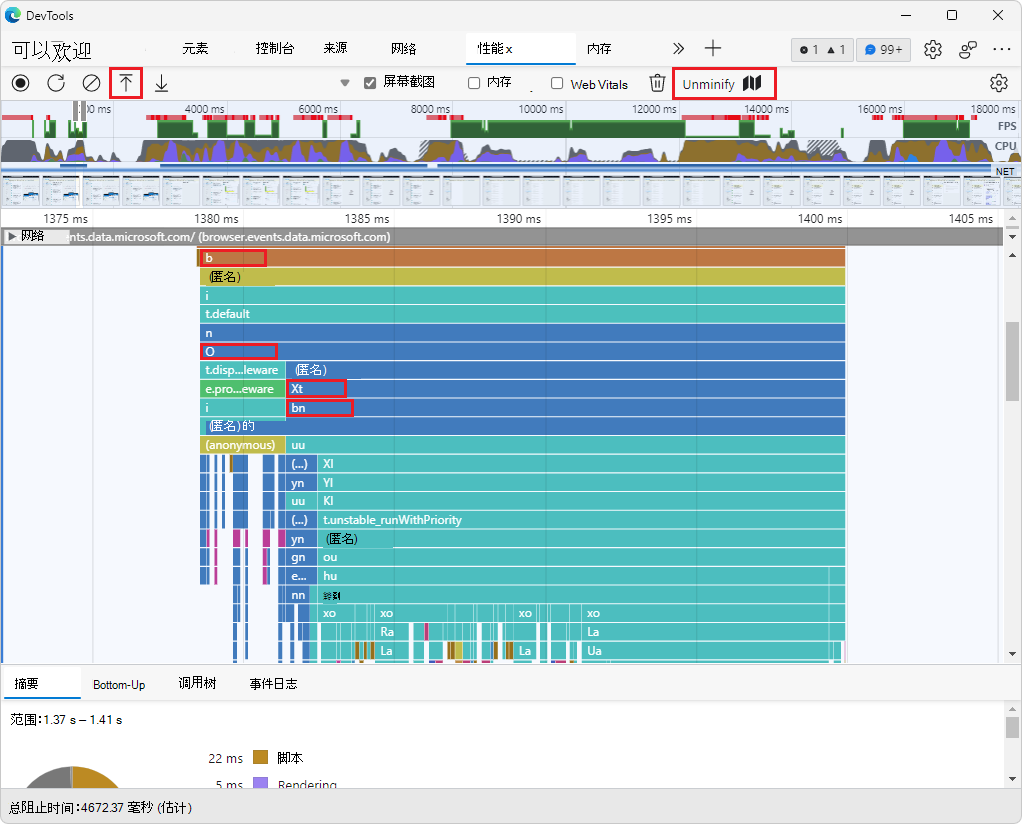 DevTools
可以欢迎 元素 控制台 来源 网络 性能x 内存 1 1 99+
屏幕截图 内存 Web Vitals Unminify
00 ms 4000 ms 6000 ms 8000 ms 10000 ms 12000 ms 14000 ms 16000 ms 18000 ms
FPS
CPU
NET
1375 ms 1380 ms 1385 ms 1390 ms 1395 ms 1400 ms 1405 ms
网络 ents.data.microsoft.com/ (browser.events.data.microsoft.com)
b
(匿名)
i
t.default
n
O
t.disp...leware (匿名)
e.pro...eware Xt
i bn
(匿名) 的
(anonymous) uu
(...) Xl
yn Yl
uu Kl
(...) t.unstable_runWithPriority
yn (匿名)
gn ou
e... hu
nn
xo xo xo xo
Ra La
La La Ua
摘要 Bottom-Up 调用树 事件日志
范围:1.37 s – 1.41 s
22 ms 脚本
5 ms Rendering
总阻止时间:4672.37 毫秒 (估计)